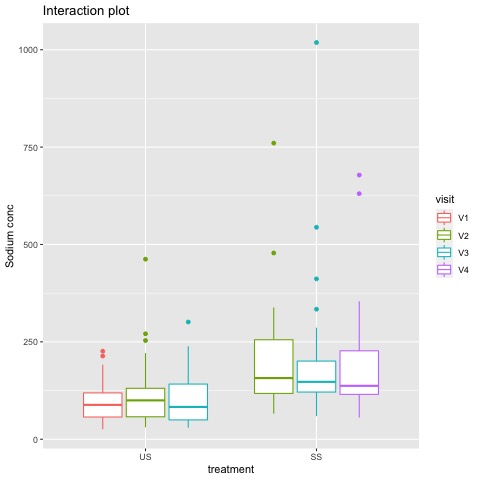 Interaction plot
1000
750
500
250
0
Sodium conc
US
SS
treatment
visit
V1
V2
V3
V4